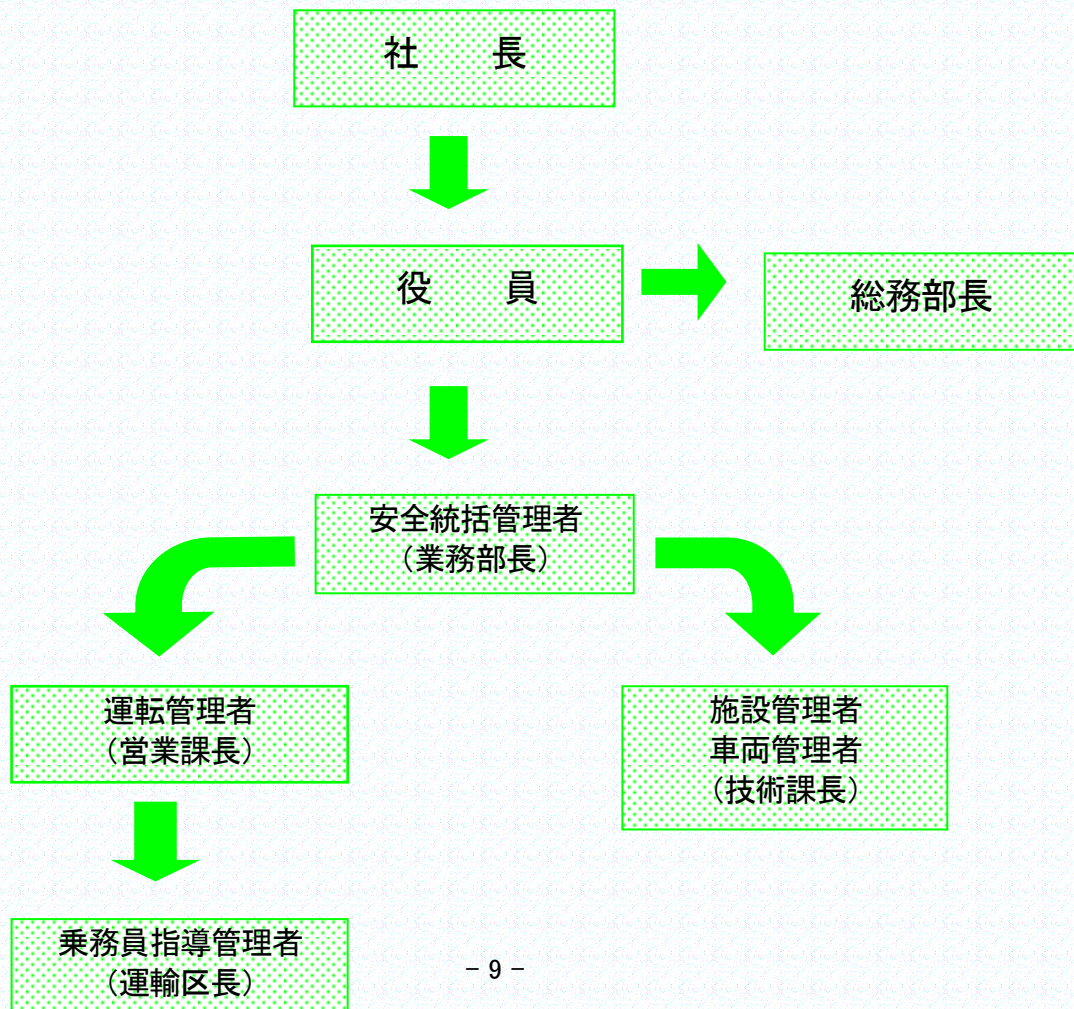 社　　長
役　　員
総務部長
安全統括管理者
（業務部長）
運転管理者
（営業課長）
施設管理者
車両管理者
（技術課長）
乗務員指導管理者
（運輸区長）
－９－